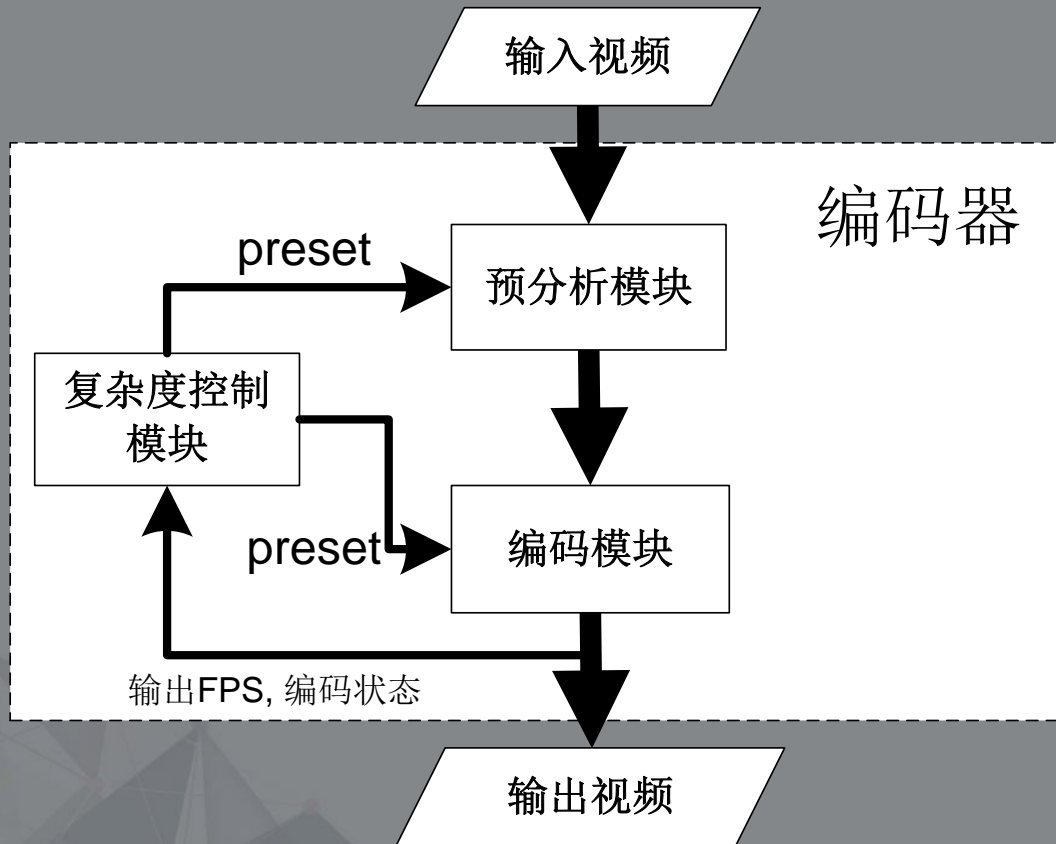 输入视频
编码器
preset
预分析模块
复杂度控制
模块
preset
编码模块
输出FPS, 编码状态
输出视频